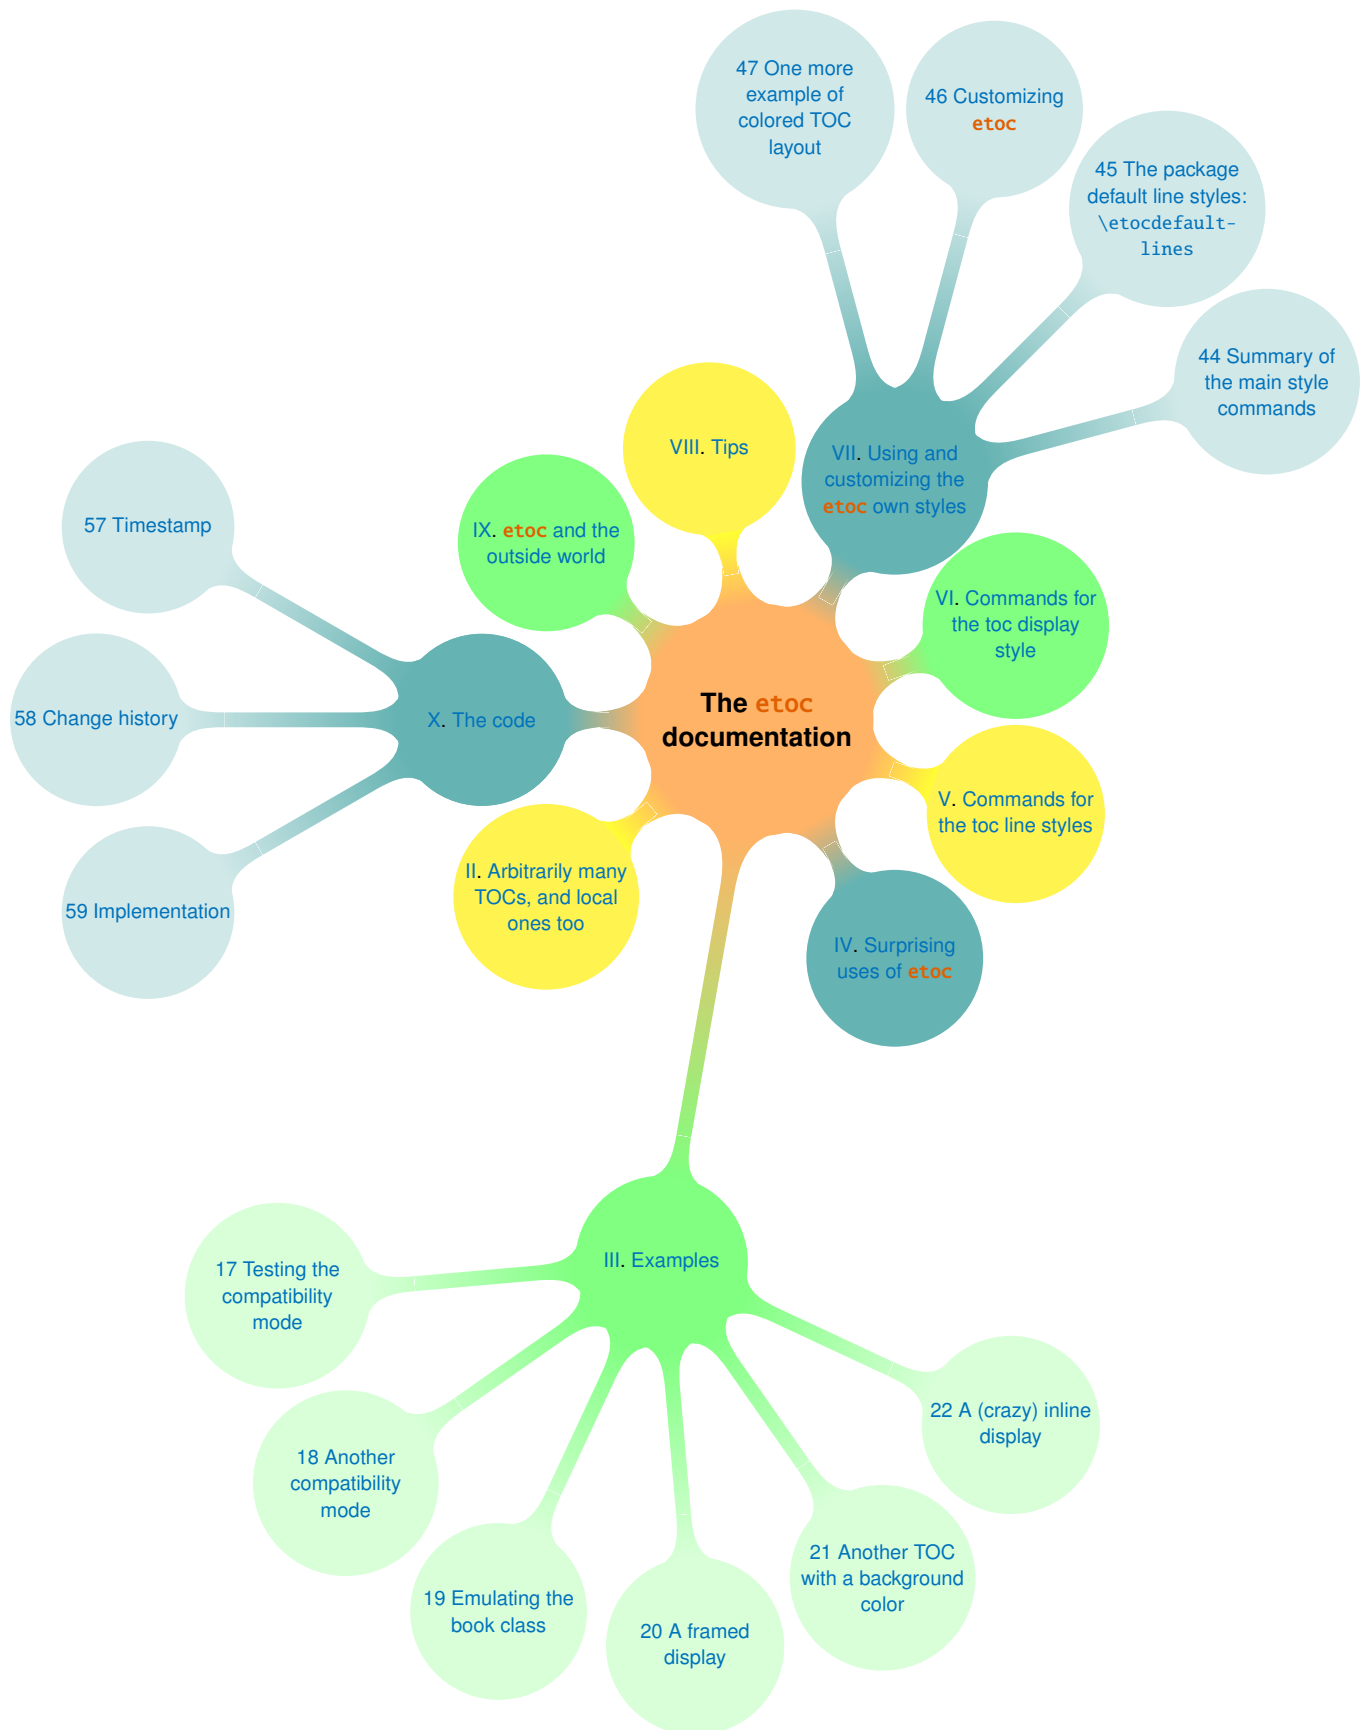 47 One more
example of
colored TOC
layout
46 Customizing
etoc
45 The package
default line styles:
\etocdefault-
lines
44 Summary of
the main style
commands
VIII. Tips
VII. Using and
customizing the
etoc own styles
IX. etoc and the
outside world
57 Timestamp
VI. Commands for
the toc display
style
The etoc
documentation
X. The code
58 Change history
V. Commands for
the toc line styles
II. Arbitrarily many
TOCs, and local
ones too
59 Implementation
IV. Surprising
uses of etoc
III. Examples
17 Testing the
compatibility
mode
22 A (crazy) inline
display
18 Another
compatibility
mode
21 Another TOC
with a background
color
19 Emulating the
book class
20 A framed
display